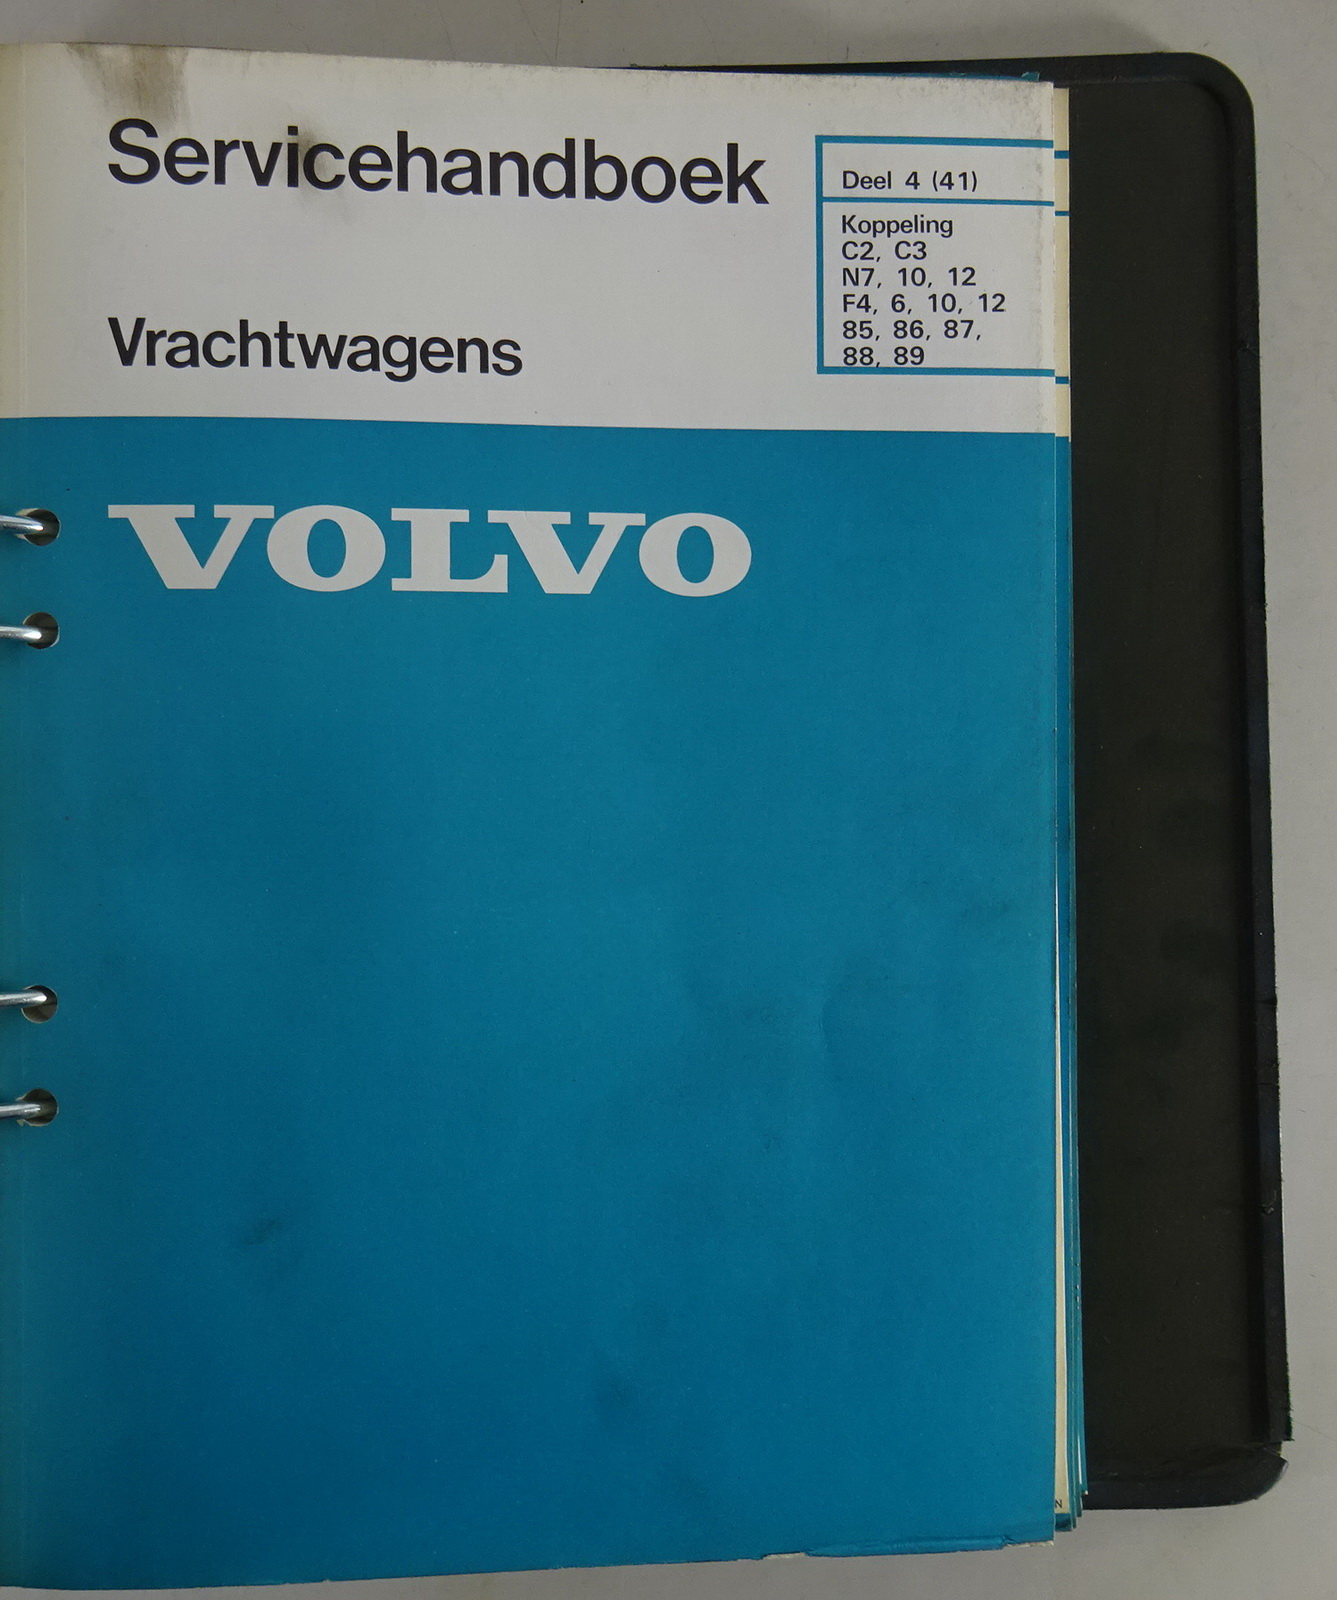 Servicehandboek
Vrachtwagens
Deel 4 (41)
Koppeling
C2, C3
N7, 10, 12
F4, 6, 10, 12
85, 86, 87,
88, 89
VOLVO
N